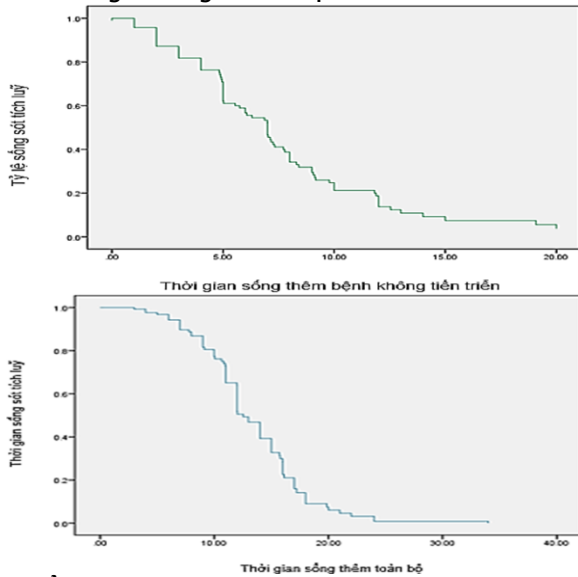 1.0
0.8
0.6
0.4
0.2
0.0
Tỷ lệ sống sót tích luỹ
.00 5.00 10.00 15.00 20.00
Thời gian sống thêm bệnh không tiến triển
1.0
0.8
0.6
0.4
0.2
0.0
Thời gian sống sót tích luỹ
.00 10.00 20.00 30.00 40.00
Thời gian sống thêm toàn bộ